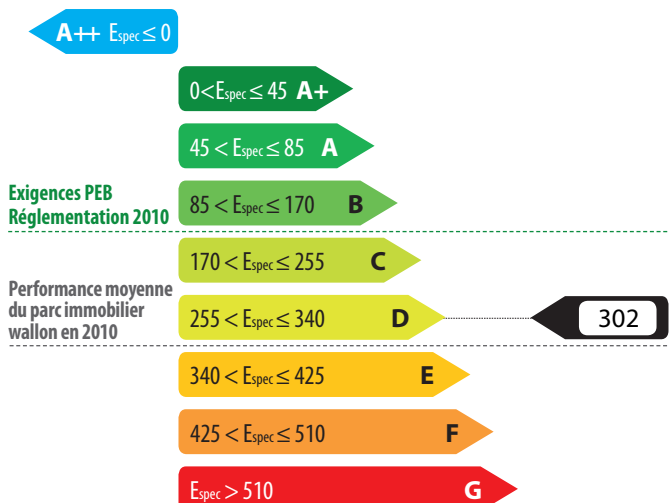 A++ Espec ≤ 0
0<Espec ≤ 45 A+
45 < Espec ≤ 85 A
Exigences PEB
Réglementation 2010
85 < Espec ≤ 170 B
170 < Espec ≤ 255 C
Performance moyenne
du parc immobilier
wallon en 2010
255 < Espec ≤ 340 D
302
340 < Espec ≤ 425 E
425 < Espec ≤ 510 F
Espec > 510 G